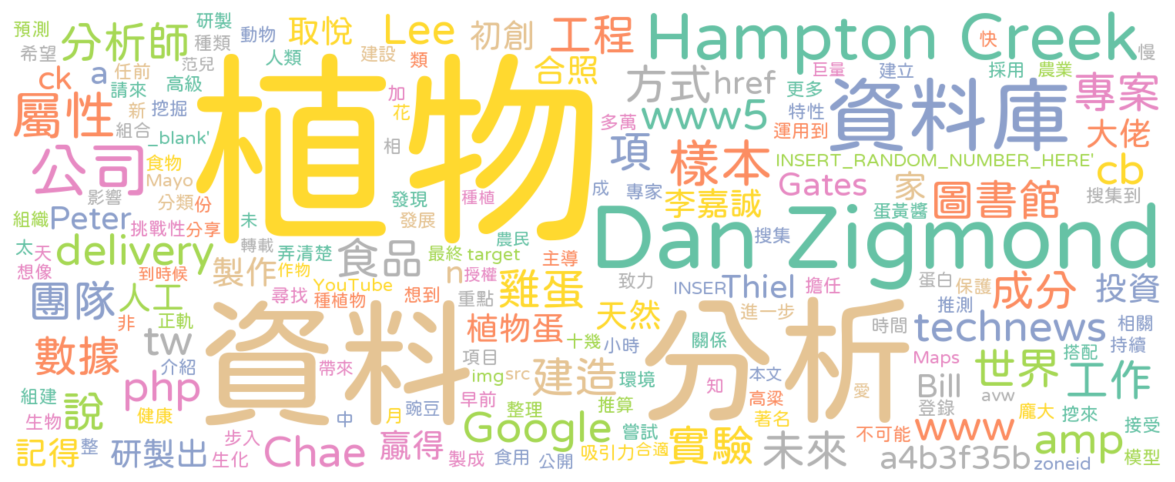 植物
資料
分析
Dan Zigmond
Hampton Creek
資料庫
預測
研製
動物
取悅
Lee
初創
工程
快
慢
希望
分析師
種類
范兒
人類
建設
類
合照
方式
href
巨量
建立
採用
農業
ck
a
任前
高級
請來
加
www5
更多
專案
屬性
新
挖掘
花
多萬
特性
運用到
大佬
組合
_blank'
相
項
樣本
INSERT_RANDOM_NUMBER_HERE'
cb
公司
食物
Mayo
影響
分類
份
發現
種植
成
專家
Gates
家
搜集到
李嘉誠
蛋黃醬
圖書館
組織
Peter
挑戰性
分享
未
發展
太
天
delivery
轉載
弄清楚
食品
最終
target
農民
主導
搜集
想像
到時候
製作
作物
n
授權
雞蛋
致力
INSER
Thiel
擔任
蛋白
保護
成分
投資
團隊
人工
YouTube
尋找
種植物
想到
重點
天然
進一步
推測
非
正軌
植物蛋
十幾
小時
關係
時間
technews
相關
持續
數據
tw
介紹
帶來
項目
img
src
建造
環境
本文
Maps
世界
搭配
工作
組建
php
早前
知
高粱
愛
Bill
avw
登錄
生物
說
健康
中
月
豌豆
Google
整理
推算
嘗試
著名
www
龐大
挖來
接受
記得
整
研製出
步入
生化
Chae
贏得
製成
食用
公開
吸引力
合適
實驗
未來
不可能
a4b3f35b
amp
zoneid
模型